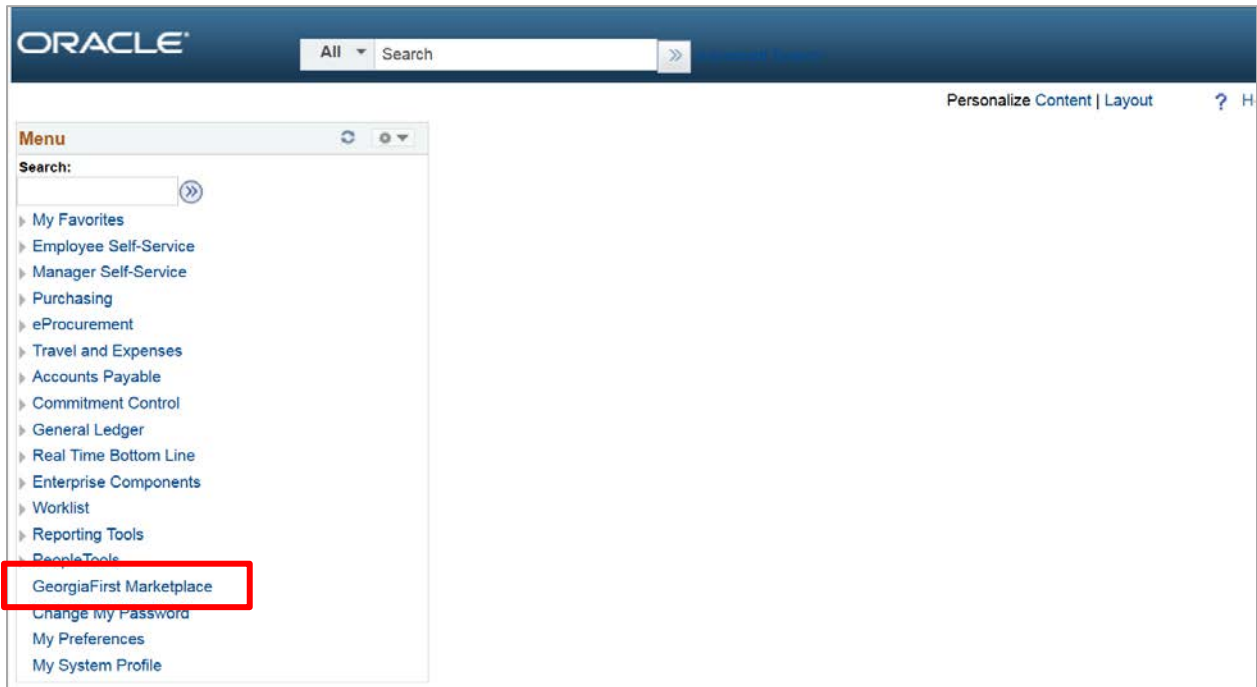 ORACLE
All Search
Personalize Content | Layout ? H
Menu
Search:
My Favorites
Employee Self-Service
Manager Self-Service
Purchasing
eProcurement
Travel and Expenses
Accounts Payable
Commitment Control
General Ledger
Real Time Bottom Line
Enterprise Components
Worklist
Reporting Tools
PeopleTools
GeorgiaFirst Marketplace
Change My Password
My Preferences
My System Profile